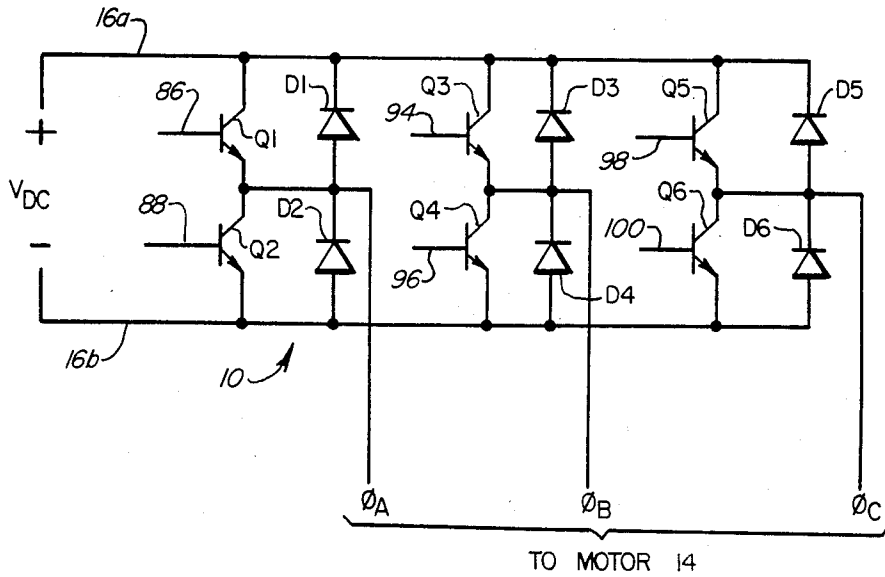 16a
86
D1
Q3
D3
Q5
D5
94
+
Q1
98
VDC
88
D2
Q4
Q6
100
D6
−
Q2
96
D4
16b
10
ØA
ØB
ØC
TO MOTOR 14